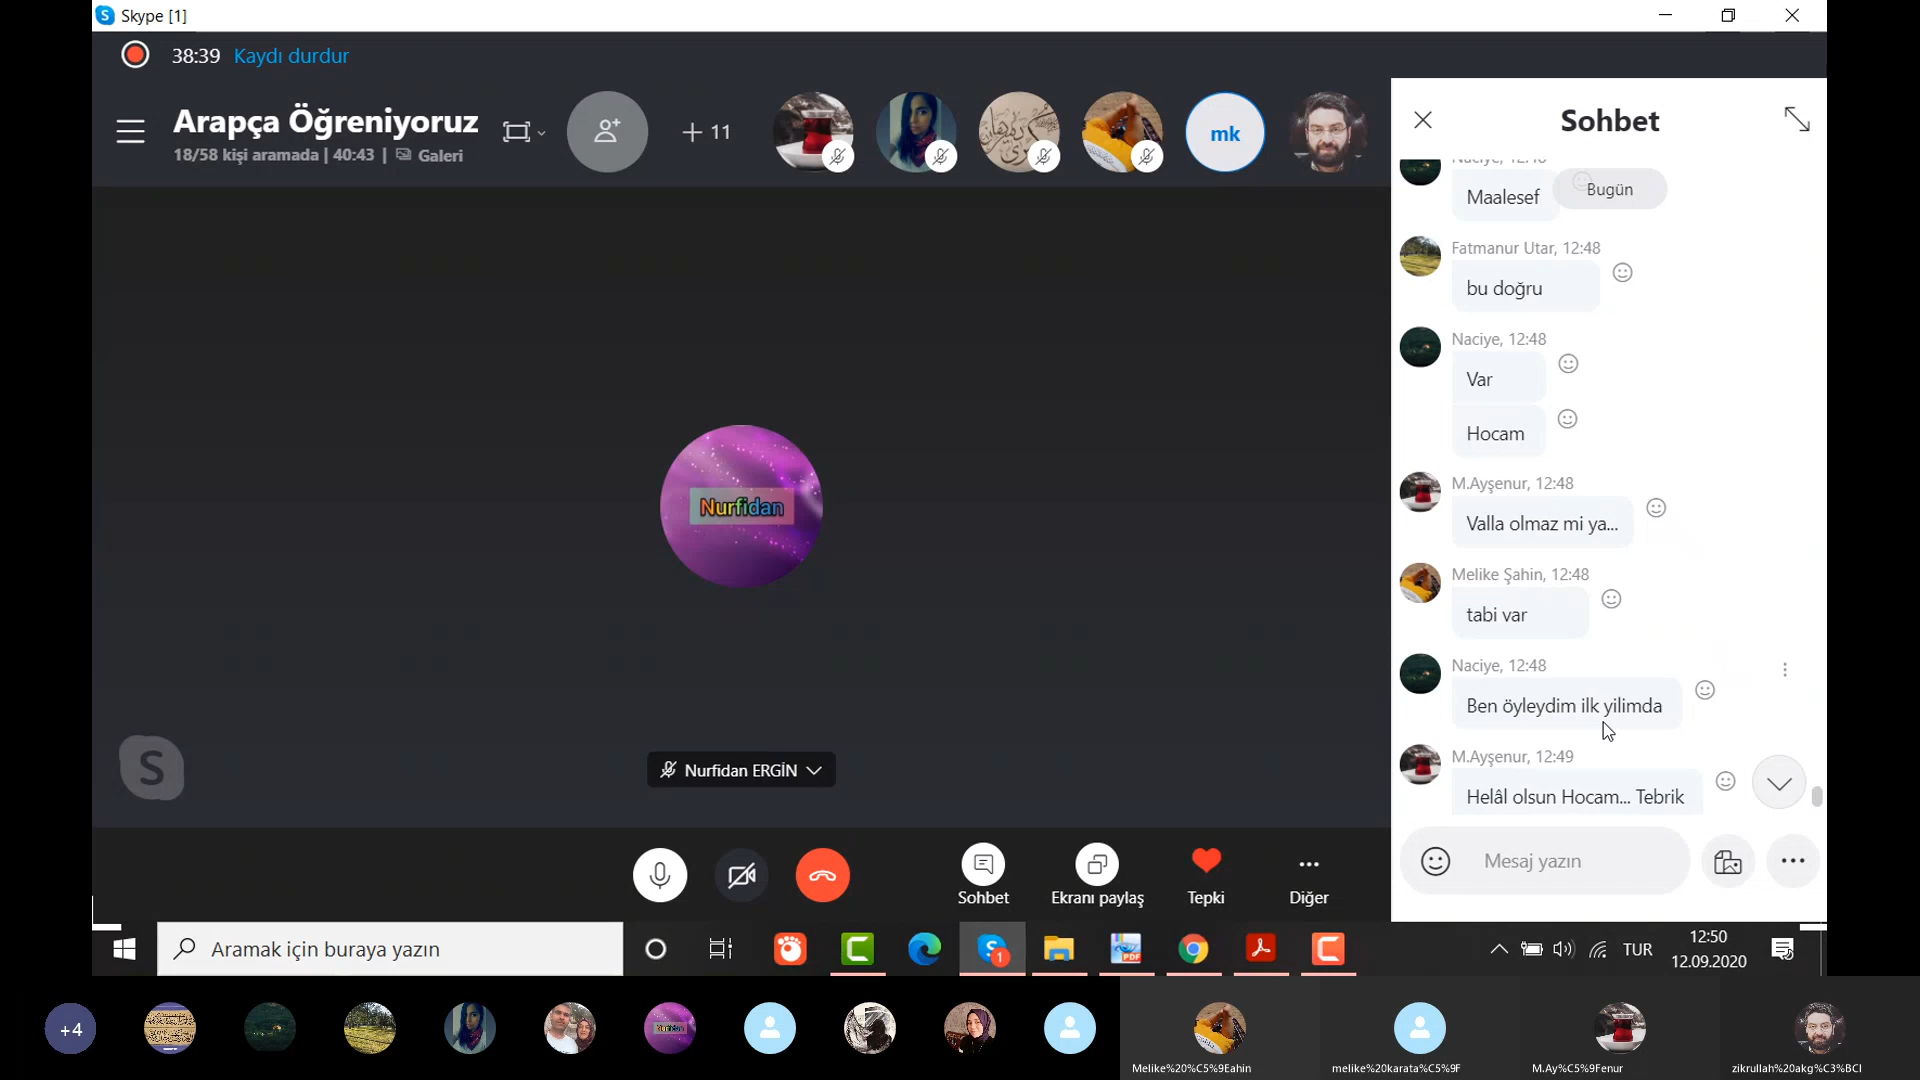 Skype [1]
38:39 Kaydı durdur
Arapça Öğreniyoruz
18/58 kişi aramada | 40:43 | Galeri
+ 11
mk
Sohbet
Bugün
Maalesef
Fatmanur Utar, 12:48
bu doğru
Naciye, 12:48
Var
Hocam
M.Ayşenur, 12:48
Valla olmaz mi ya...
Melike Şahin, 12:48
tabi var
Naciye, 12:48
Ben öyleydim ilk yilimda
M.Ayşenur, 12:49
Helâl olsun Hocam... Tebrik
Mesaj yazın
Nurfidan
Nurfidan ERGİN
Sohbet
Ekranı paylaş
Tepki
Diğer
Aramak için buraya yazın
1
PDF
TUR
12:50
12.09.2020
+4
Melike%20%C5%9Eahin
melike%20karata%C5%9F
M.Ay%C5%9Fenur
zikrullah%20akg%C3%BCl